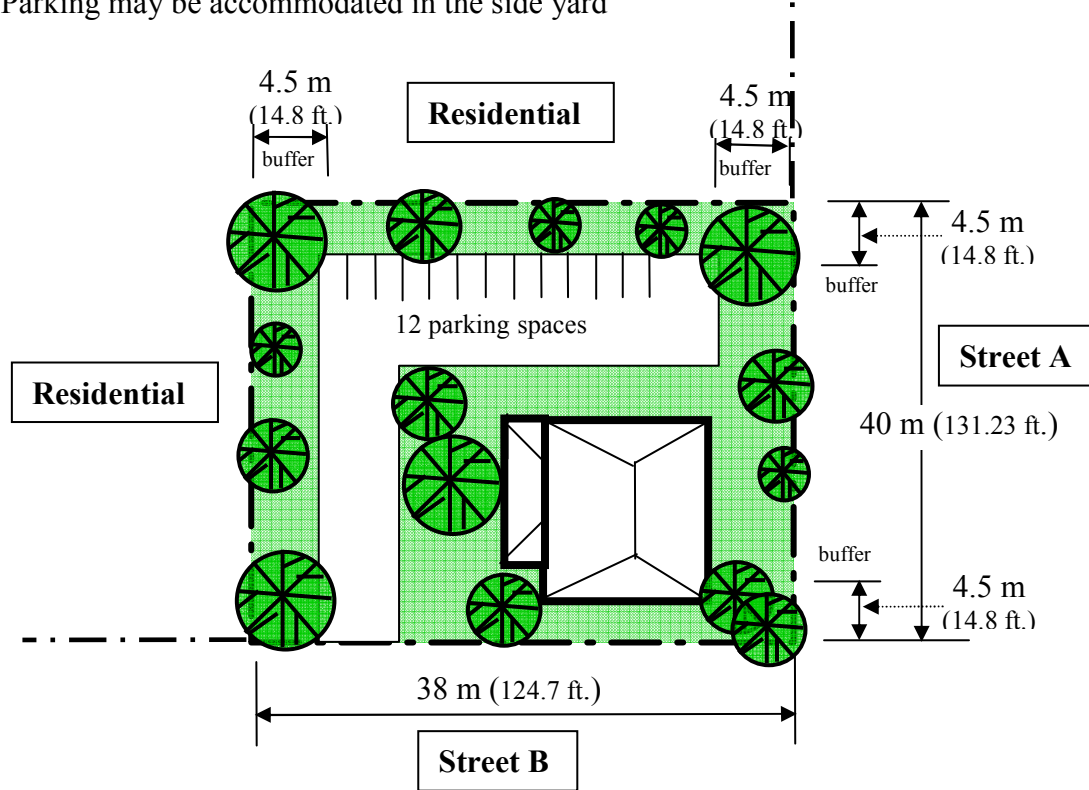 Parking may be accommodated in the side yard
4.5 m
(14.8 ft.)
buffer
Residential
4.5 m
(14.8 ft.)
buffer
4.5 m
(14.8 ft.)
buffer
12 parking spaces
Street A
Residential
40 m (131.23 ft.)
buffer
4.5 m
(14.8 ft.)
38 m (124.7 ft.)
Street B